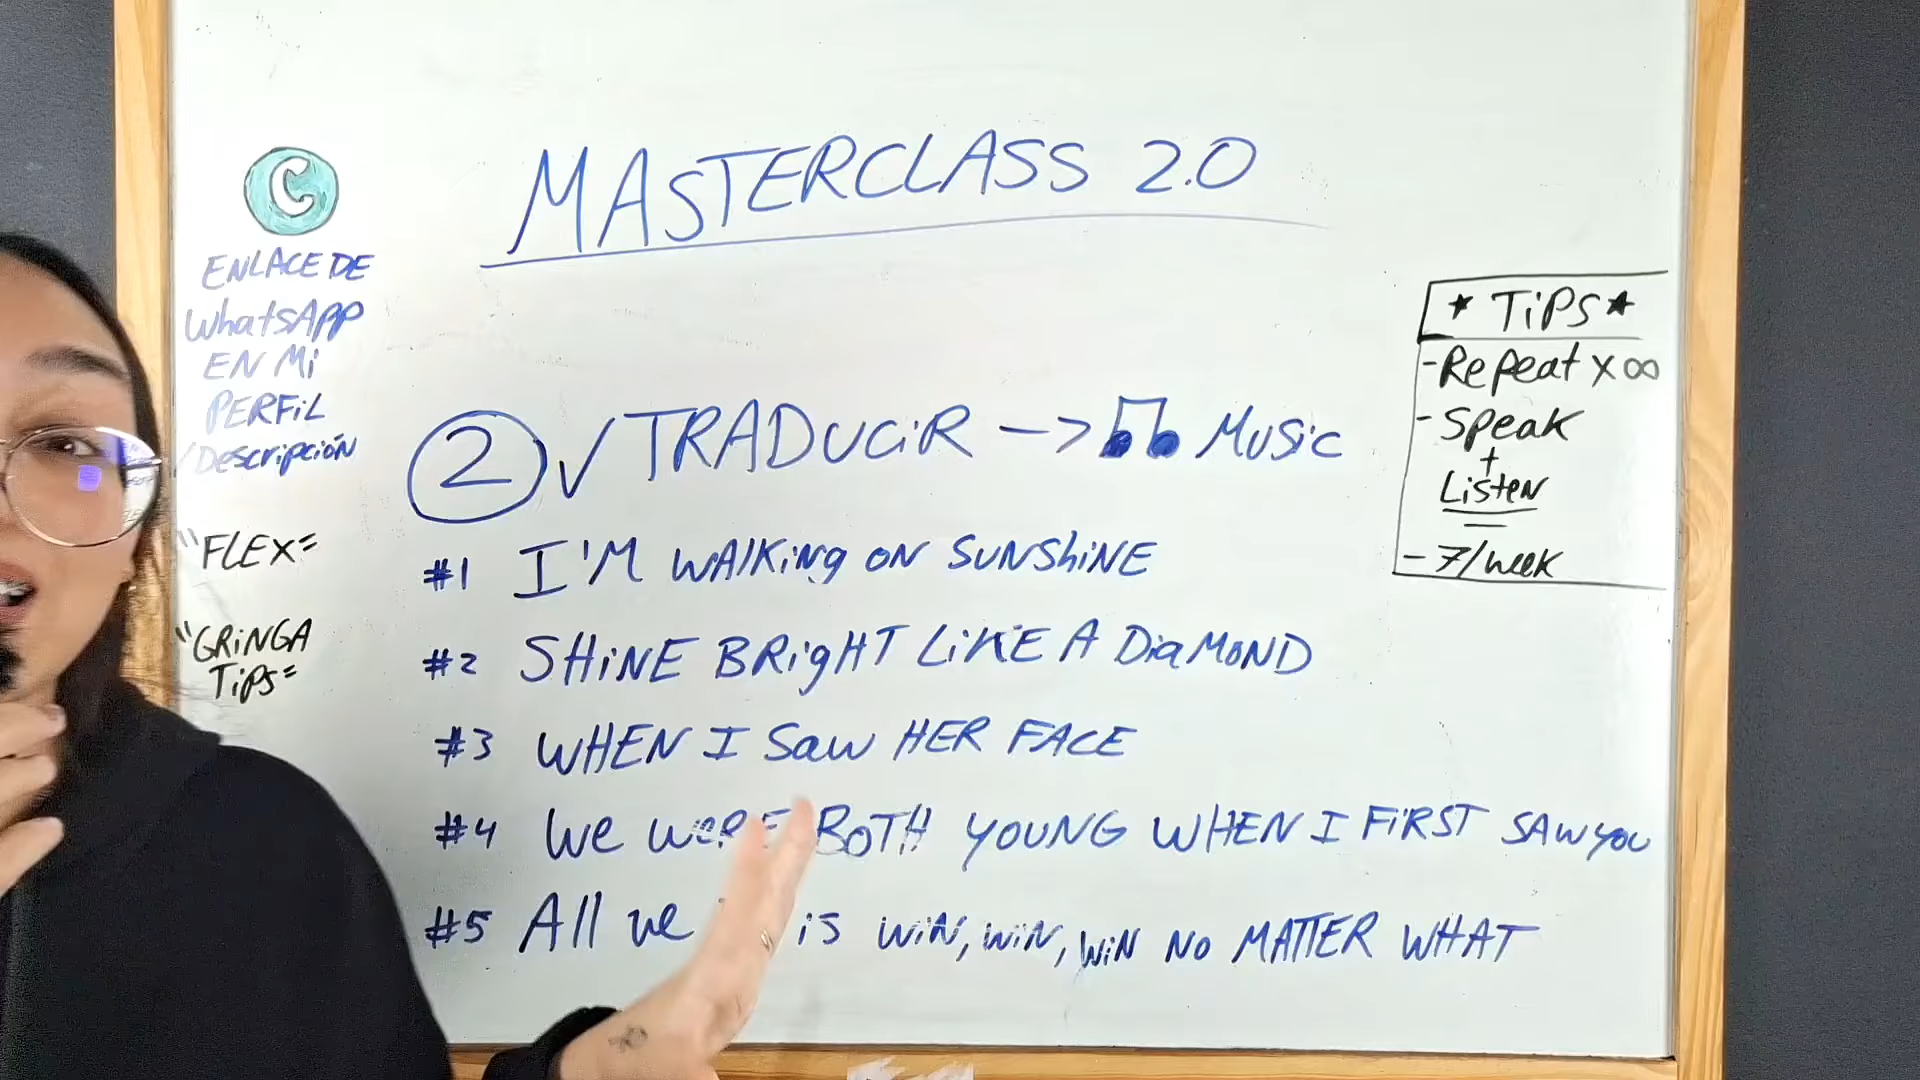 MASTERCLASS 2.0
C
ENLACE DE
WhatsApp
EN Mi
PERFiL
/Descripción
"FLEX"
"GRiNGA
TiPS"
2 ✓ TRADUCiR -> ♫ Music
#1 I'M WALKing ON SUNShiNE
#2 SHiNE BRigHT LiKE A DiaMOND
#3 WHEN I Saw HER FACE
#4 We weRE BOTH YOUNG WHEN I FiRST SAW YOU
#5 All we is WiN, WiN, WiN NO MATTER WHAT
* TiPS *
- Repeat x ∞
- Speak
+
Listen
- 7/week